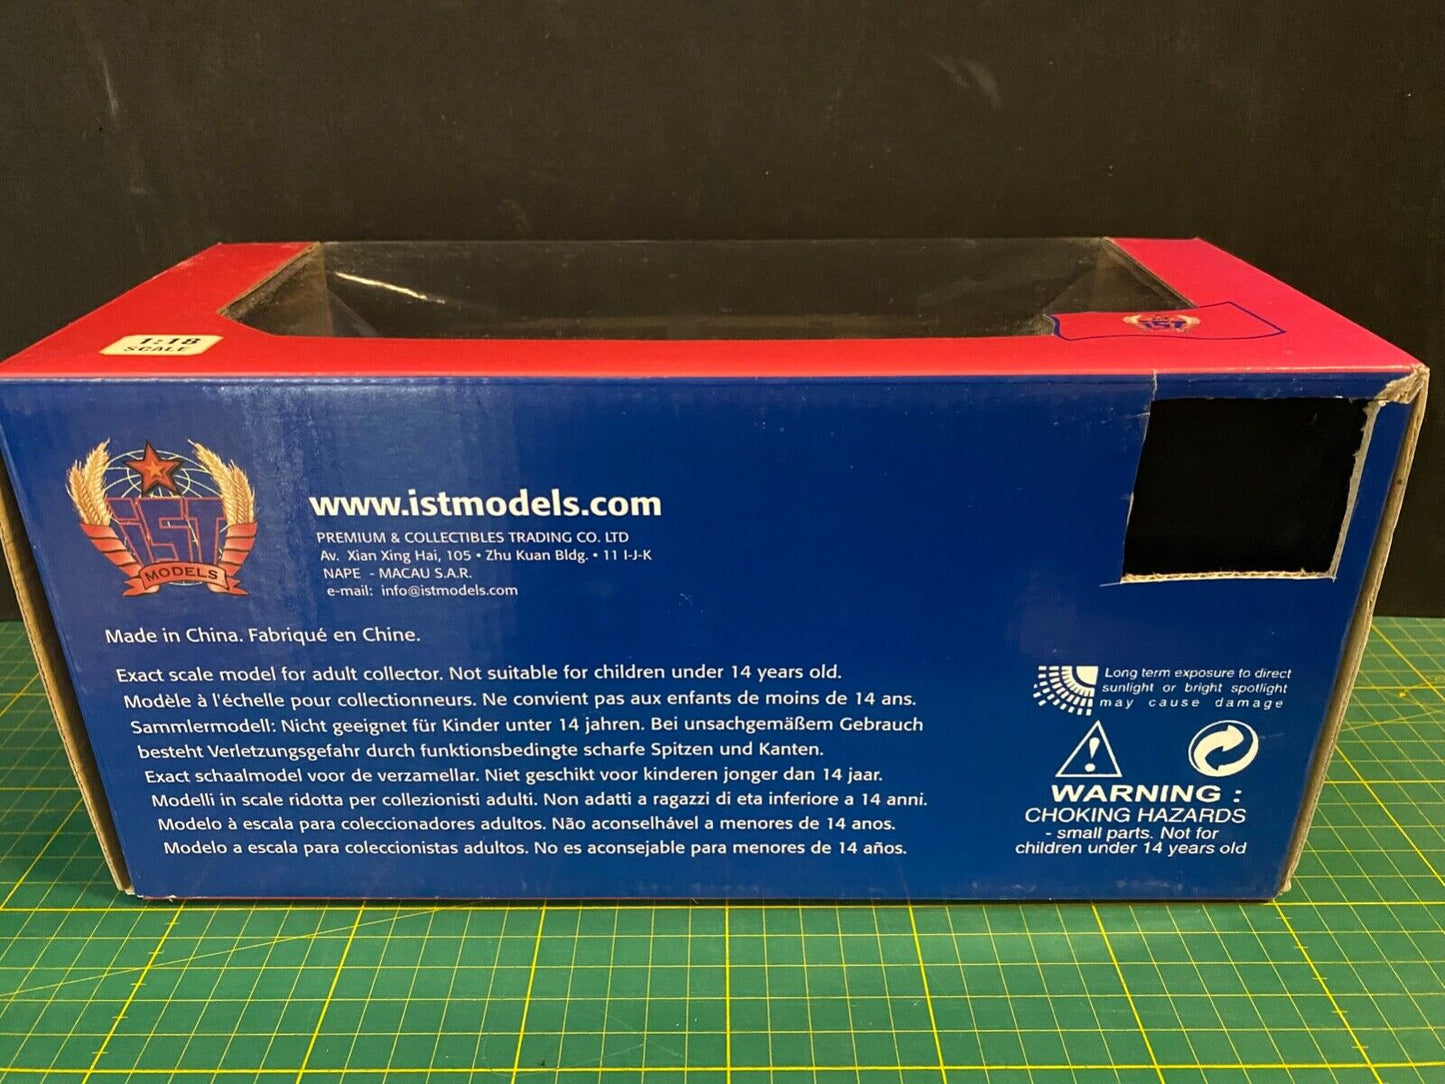 1:18
SCALE
iST
iST
MODELS
www.istmodels.com
PREMIUM & COLLECTIBLES TRADING CO. LTD
Av. Xian Xing Hai, 105 • Zhu Kuan Bldg. • 11 I-J-K
NAPE - MACAU S.A.R.
e-mail: info@istmodels.com
Made in China. Fabriqué en Chine.
Exact scale model for adult collector. Not suitable for children under 14 years old.
Modèle à l'échelle pour collectionneurs. Ne convient pas aux enfants de moins de 14 ans.
Sammlermodell: Nicht geeignet für Kinder unter 14 jahren. Bei unsachgemäßem Gebrauch
besteht Verletzungsgefahr durch funktionsbedingte scharfe Spitzen und Kanten.
Exact schaalmodel voor de verzamellar. Niet geschikt voor kinderen jonger dan 14 jaar.
Modelli in scale ridotta per collezionisti adulti. Non adatti a ragazzi di eta inferiore a 14 anni.
Modelo à escala para coleccionadores adultos. Não aconselhável a menores de 14 anos.
Modelo a escala para coleccionistas adultos. No es aconsejable para menores de 14 años.
Long term exposure to direct
sunlight or bright spotlight
may cause damage
WARNING :
CHOKING HAZARDS
- small parts. Not for
children under 14 years old